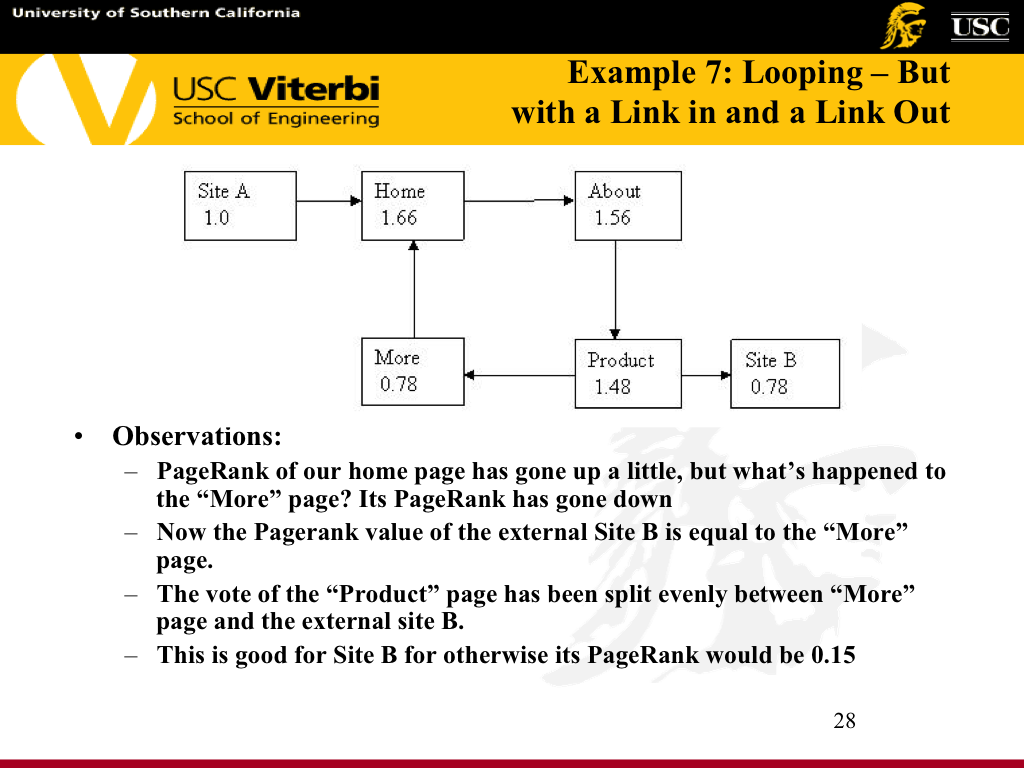 University of Southern California
USC
USC Viterbi
School of Engineering
Example 7: Looping – But
with a Link in and a Link Out
Site A
1.0
Home
1.66
About
1.56
More
0.78
Product
1.48
Site B
0.78
• Observations:
– PageRank of our home page has gone up a little, but what’s happened to
the “More” page? Its PageRank has gone down
– Now the Pagerank value of the external Site B is equal to the “More”
page.
– The vote of the “Product” page has been split evenly between “More”
page and the external site B.
– This is good for Site B for otherwise its PageRank would be 0.15
28